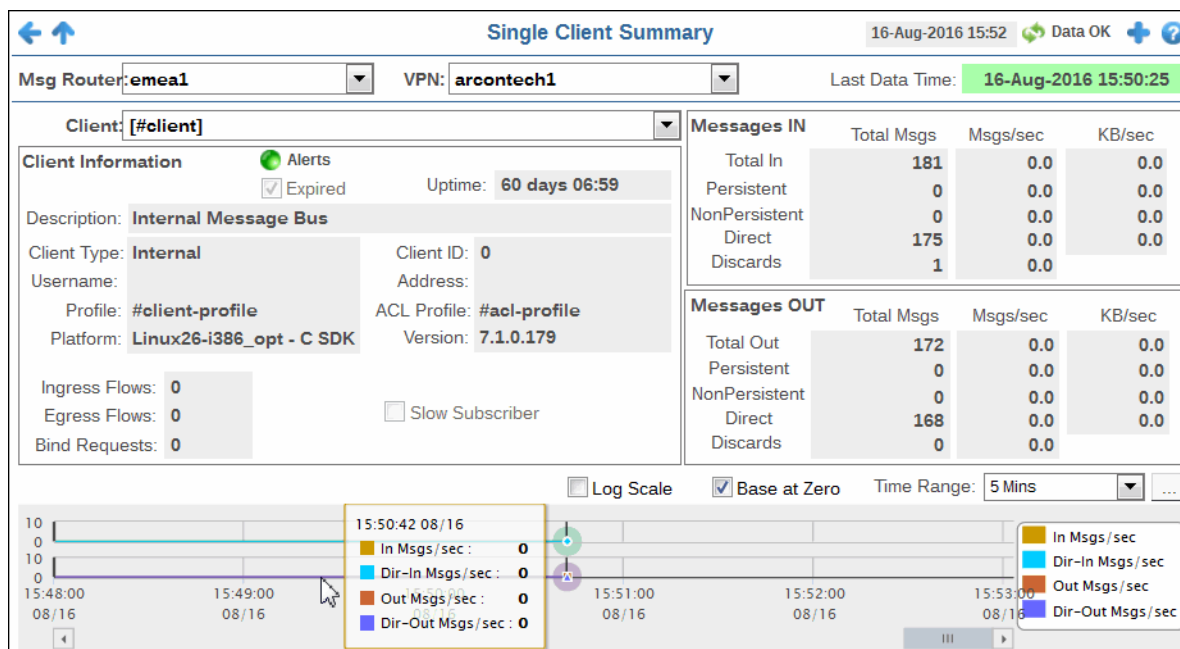 Single Client Summary 16-Aug-2016 15:52 Data OK
Msg Router: emea1 VPN: arcontech1 Last Data Time: 16-Aug-2016 15:50:25
Client: [#client]
Client Information Alerts
Expired Uptime: 60 days 06:59
Description: Internal Message Bus
Client Type: Internal Client ID: 0
Username: Address:
Profile: #client-profile ACL Profile: #acl-profile
Platform: Linux26-i386_opt - C SDK Version: 7.1.0.179
Ingress Flows: 0
Egress Flows: 0 Slow Subscriber
Bind Requests: 0
Messages IN Total Msgs Msgs/sec KB/sec
Total In 181 0.0 0.0
Persistent 0 0.0 0.0
NonPersistent 0 0.0 0.0
Direct 175 0.0 0.0
Discards 1 0.0
Messages OUT Total Msgs Msgs/sec KB/sec
Total Out 172 0.0 0.0
Persistent 0 0.0 0.0
NonPersistent 0 0.0 0.0
Direct 168 0.0 0.0
Discards 0 0.0
Log Scale Base at Zero Time Range: 5 Mins ...
10
0
10
0
15:50:42 08/16
In Msgs/sec : 0
Dir-In Msgs/sec : 0
Out Msgs/sec : 0
Dir-Out Msgs/sec : 0
In Msgs/sec
Dir-In Msgs/sec
Out Msgs/sec
Dir-Out Msgs/sec
15:48:00 15:49:00 15:50:00 15:51:00 15:52:00 15:53:00
08/16 08/16 08/16 08/16 08/16 08/16